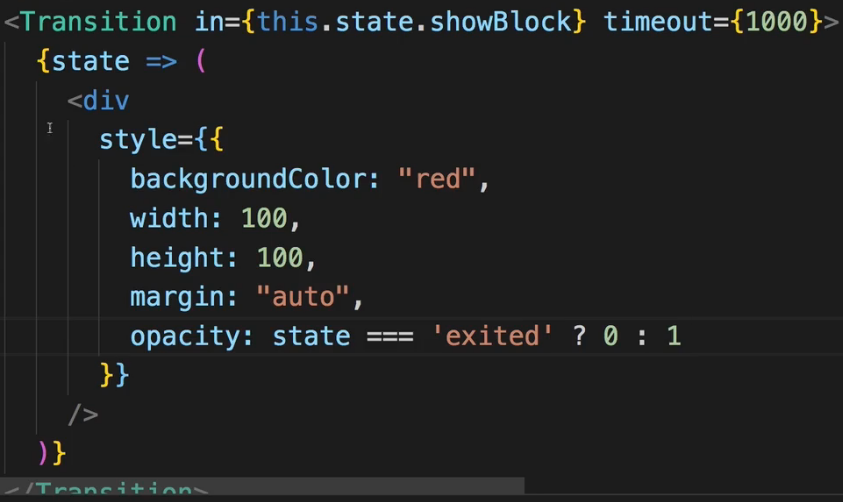 <Transition in={this.state.showBlock} timeout={1000}>
{state => (
<div
style={{
backgroundColor: "red",
width: 100,
height: 100,
margin: "auto",
opacity: state === 'exited' ? 0 : 1
}}
/>
)}
</Transition>